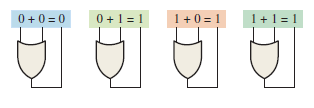 0 + 0 = 0
0 + 1 = 1
1 + 0 = 1
1 + 1 = 1